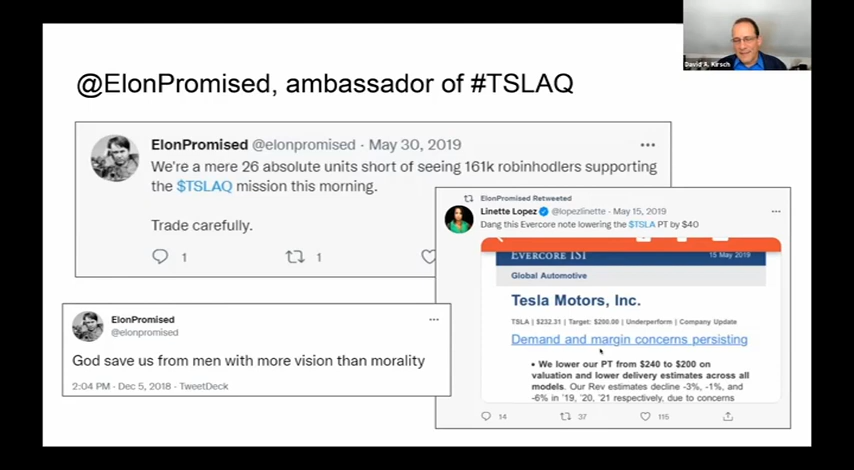 David A. Kirsch
@ElonPromised, ambassador of #TSLAQ
ElonPromised @elonpromised · May 30, 2019
We're a mere 26 absolute units short of seeing 161k robinhodlers supporting
the $TSLAQ mission this morning.
Trade carefully.
1 1
ElonPromised Retweeted
Linette Lopez @lopezlinette · May 15, 2019
Dang this Evercore note lowering the $TSLA PT by $40
EVERCORE ISI 15 May 2019
Global Automotive
Tesla Motors, Inc.
TSLA | $232.31 | Target: $200.00 | Underperform | Company Update
Demand and margin concerns persisting
• We lower our PT from $240 to $200 on
valuation and lower delivery estimates across all
models. Our Rev estimates decline -3%, -1%, and
-6% in '19, '20, '21 respectively, due to concerns
14 37 115
ElonPromised
@elonpromised
God save us from men with more vision than morality
2:04 PM · Dec 5, 2018 · TweetDeck